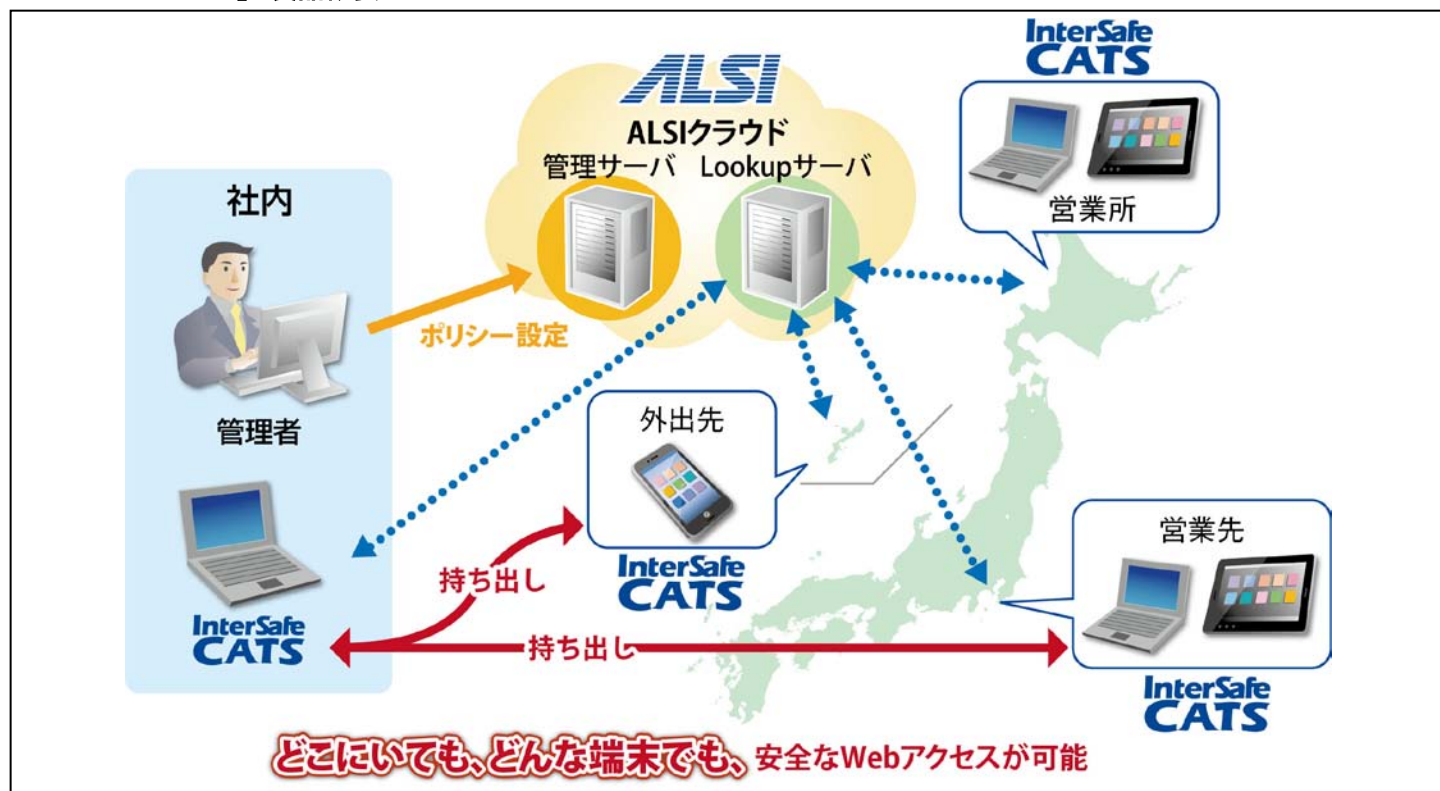 InterSafe
CATS
ALSI
ALSIクラウド
管理サーバ Lookupサーバ
営業所
社内
ポリシー設定
管理者
外出先
営業先
持ち出し
InterSafe
CATS
InterSafe
CATS
持ち出し
InterSafe
CATS
どこにいても、どんな端末でも、安全なWebアクセスが可能